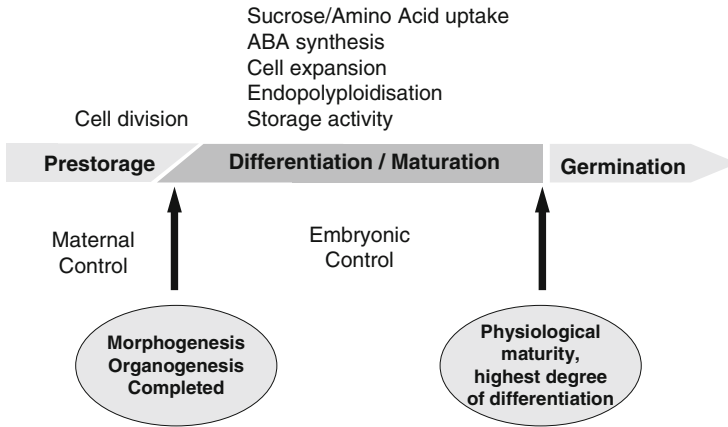 Sucrose/Amino Acid uptake
ABA synthesis
Cell expansion
Endopolyploidisation
Cell division
Storage activity
Prestorage
Differentiation / Maturation
Germination
Maternal
Control
Embryonic
Control
Morphogenesis
Organogenesis
Completed
Physiological
maturity,
highest degree
of differentiation